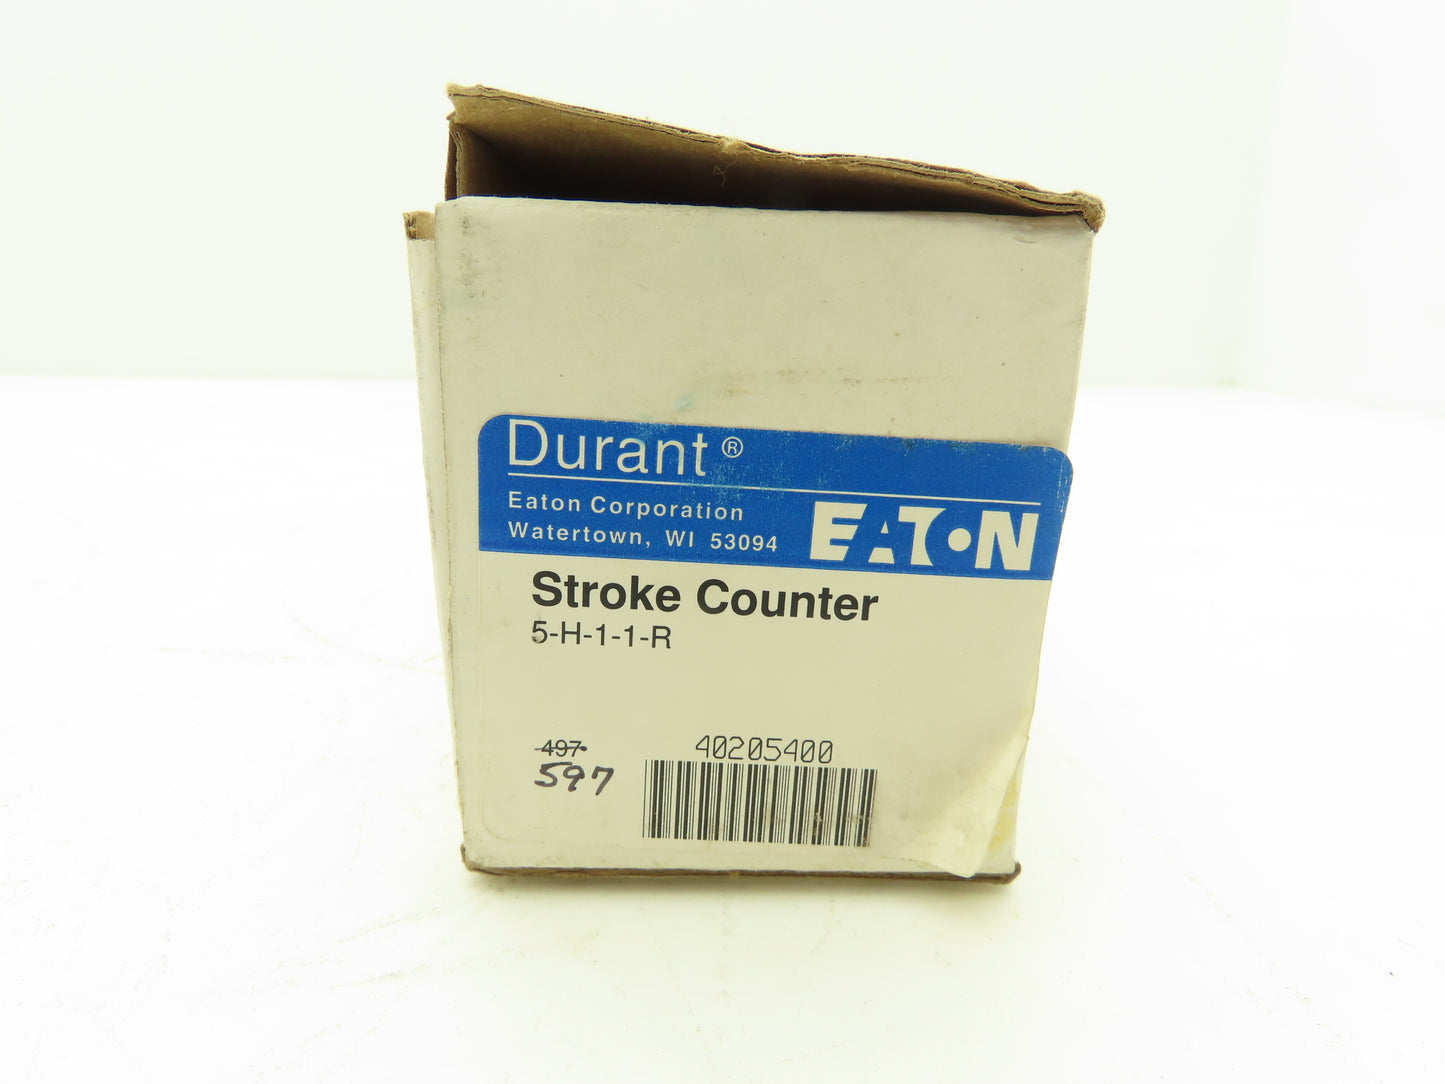 Durant®
Eaton Corporation
Watertown, WI 53094
EATON
Stroke Counter
5-H-1-1-R
497
597
40205400